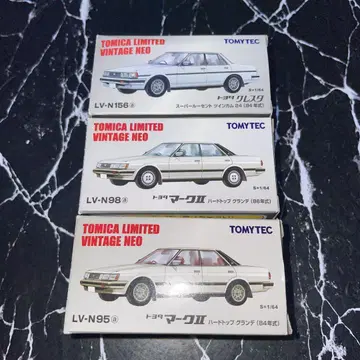 TOMICA LIMITED
VINTAGE NEO
TOMYTEC
S=1/64
LV-N156 ⓐ
トヨタ クレスタ
スーパールーセント ツインカム 24 (84年式)
TOMICA LIMITED
VINTAGE NEO
TOMYTEC
S=1/64
LV-N98 ⓐ
トヨタ マークII
ハードトップ グランデ (86年式)
TOMICA LIMITED
VINTAGE NEO
TOMYTEC
S=1/64
LV-N95 ⓐ
トヨタ マークII
ハードトップ グランデ (84年式)